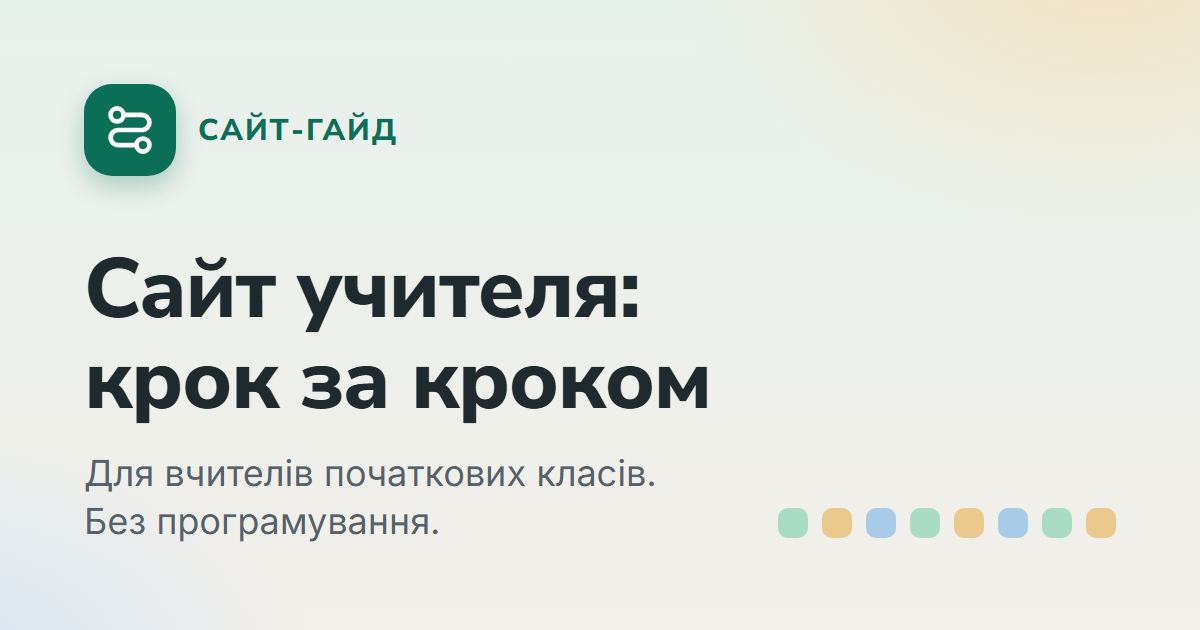 САЙТ-ГАЙД
Сайт учителя:
крок за кроком
Для вчителів початкових класів.
Без програмування.